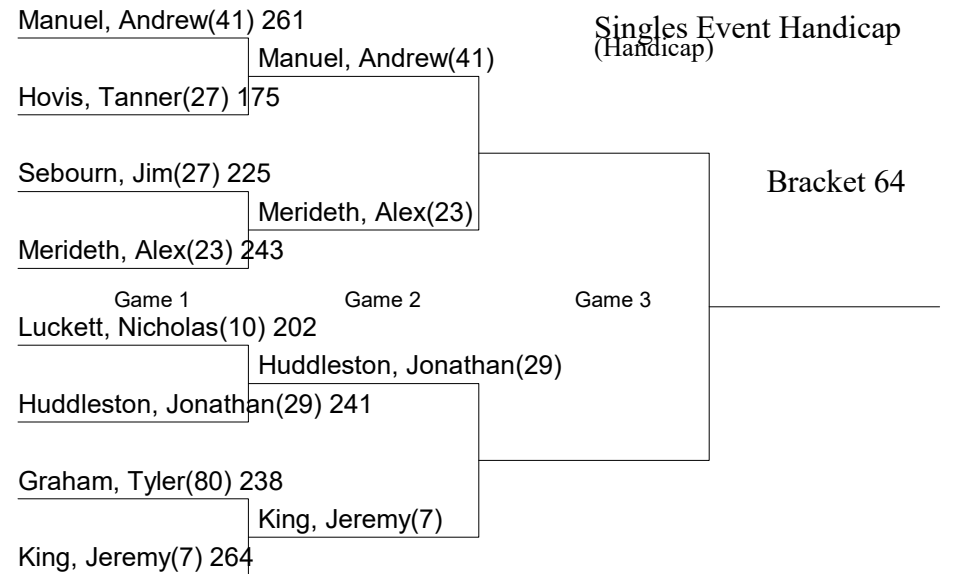 Manuel, Andrew(41) 261
Singles Event Handicap
(Handicap)
Manuel, Andrew(41)
Hovis, Tanner(27) 175
Sebourn, Jim(27) 225
Bracket 64
Merideth, Alex(23)
Merideth, Alex(23) 243
Game 1 Game 2 Game 3
Luckett, Nicholas(10) 202
Huddleston, Jonathan(29)
Huddleston, Jonathan(29) 241
Graham, Tyler(80) 238
King, Jeremy(7)
King, Jeremy(7) 264